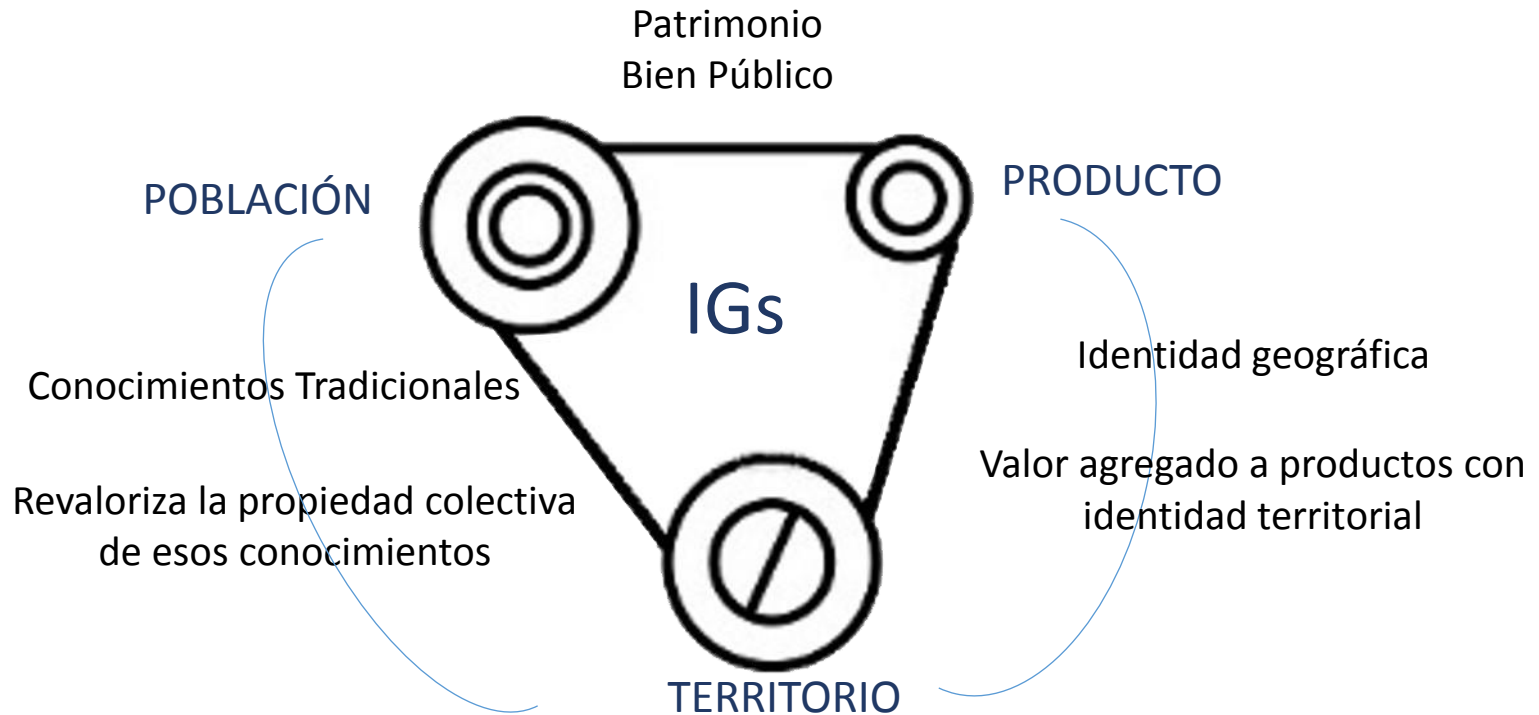 Patrimonio
Bien Público
POBLACIÓN
PRODUCTO
IGs
Conocimientos Tradicionales
Identidad geográfica
Revaloriza la propiedad colectiva
de esos conocimientos
Valor agregado a productos con
identidad territorial
TERRITORIO